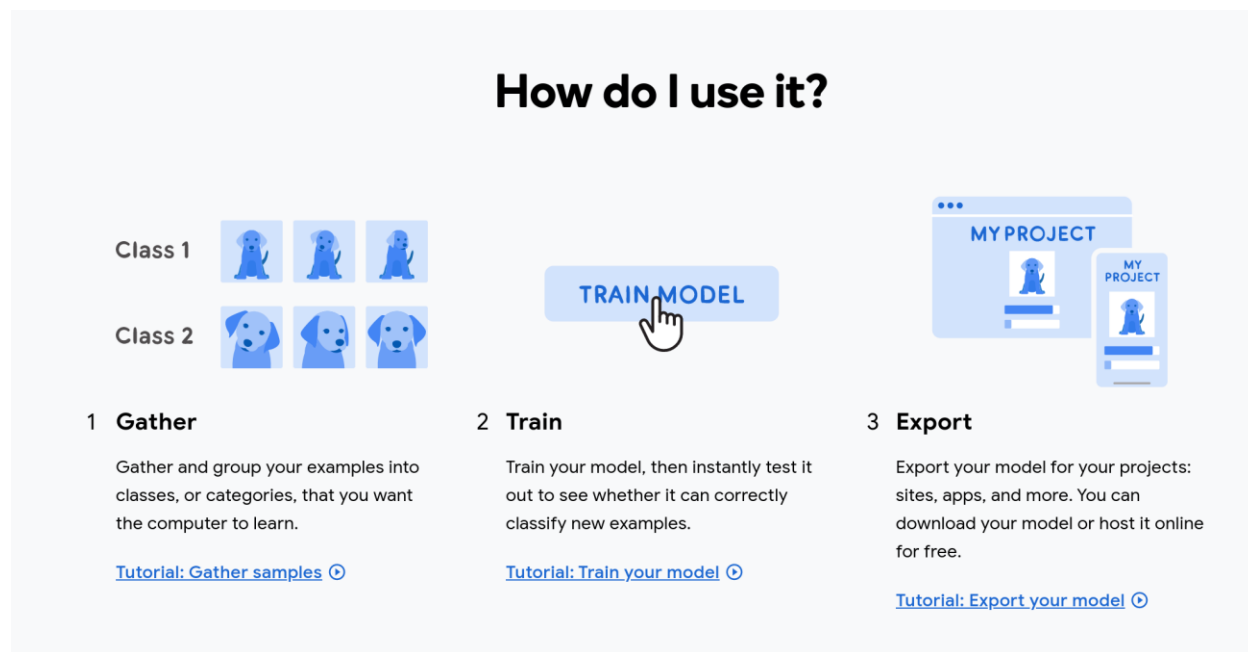 How do I use it?
Class 1
Class 2
TRAIN MODEL
MY PROJECT
MY
PROJECT
1 Gather
Gather and group your examples into
classes, or categories, that you want
the computer to learn.
Tutorial: Gather samples
2 Train
Train your model, then instantly test it
out to see whether it can correctly
classify new examples.
Tutorial: Train your model
3 Export
Export your model for your projects:
sites, apps, and more. You can
download your model or host it online
for free.
Tutorial: Export your model